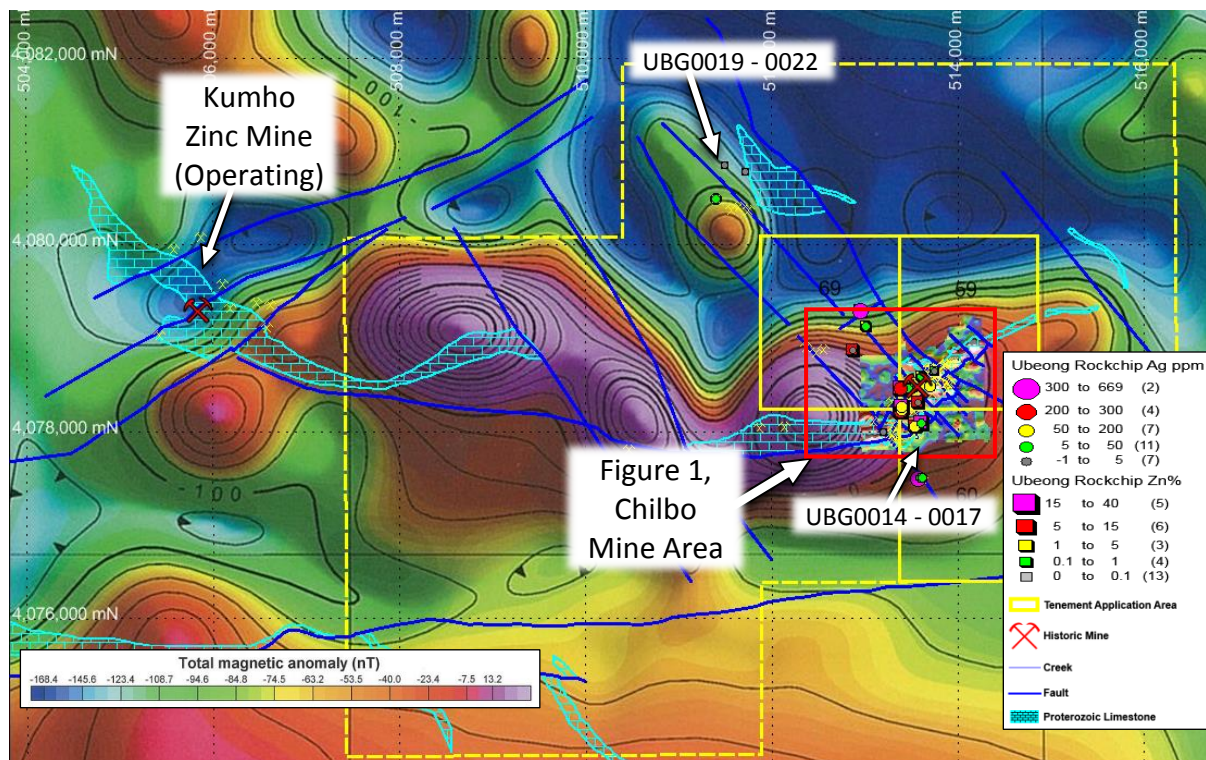 504,000 m
506,000 m
508,000 m
510,000 m
514,000 m
516,000 m
4,082,000 mN
4,080,000 mN
4,078,000 mN
4,076,000 mN
UBG0019 - 0022
Kumho
Zinc Mine
(Operating)
-100
-100
69
59
60
Figure 1,
Chilbo
Mine Area
UBG0014 - 0017
Ubeong Rockchip Ag ppm
300 to 669 (2)
200 to 300 (4)
50 to 200 (7)
5 to 50 (11)
-1 to 5 (7)
Ubeong Rockchip Zn%
15 to 40 (5)
5 to 15 (6)
1 to 5 (3)
0.1 to 1 (4)
0 to 0.1 (13)
Tenement Application Area
Historic Mine
Creek
Fault
Proterozoic Limestone
Total magnetic anomaly (nT)
-168.4 -145.6 -123.4 -108.7 -94.6 -84.8 -74.5 -63.2 -53.5 -40.0 -23.4 -7.5 13.2